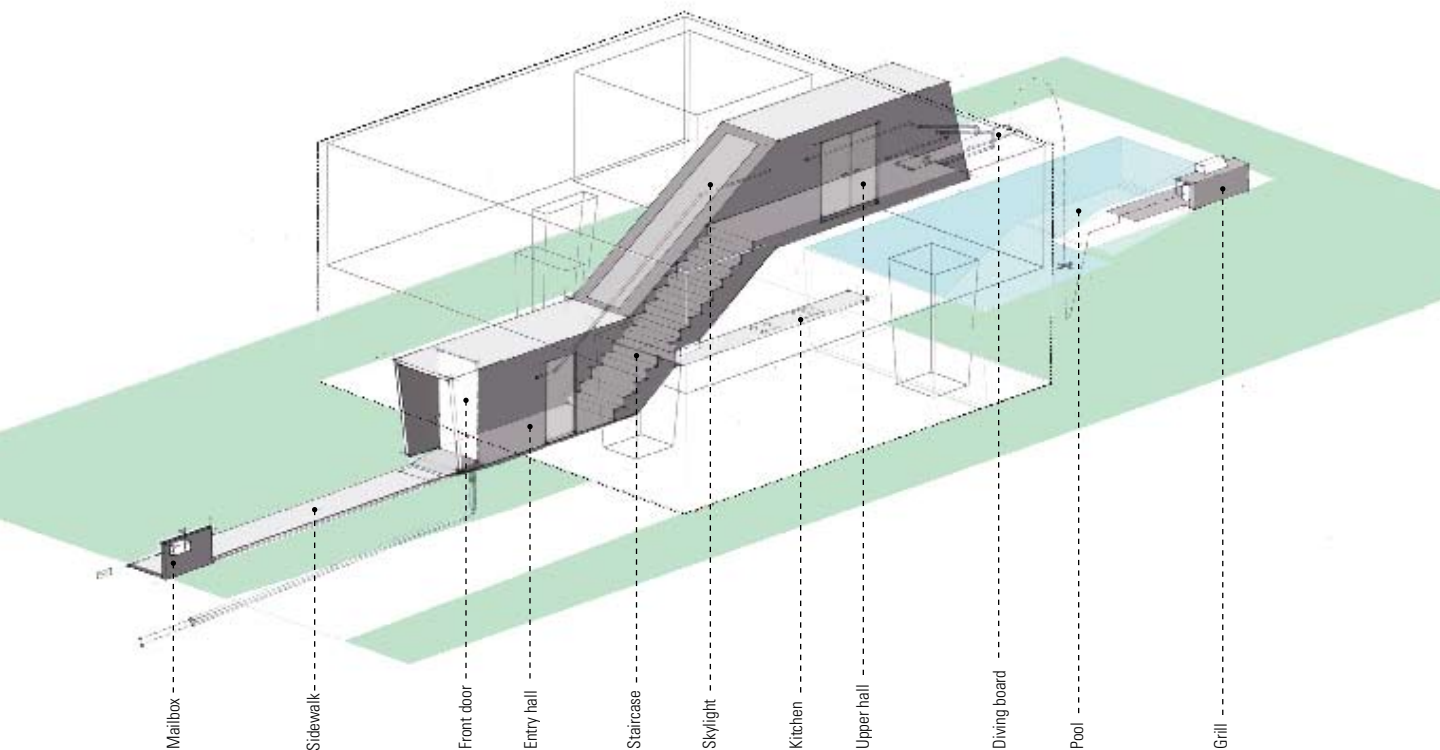 Mailbox
Sidewalk
Front door
Entry hall
Staircase
Skylight
Kitchen
Upper hall
Diving board
Pool
Grill